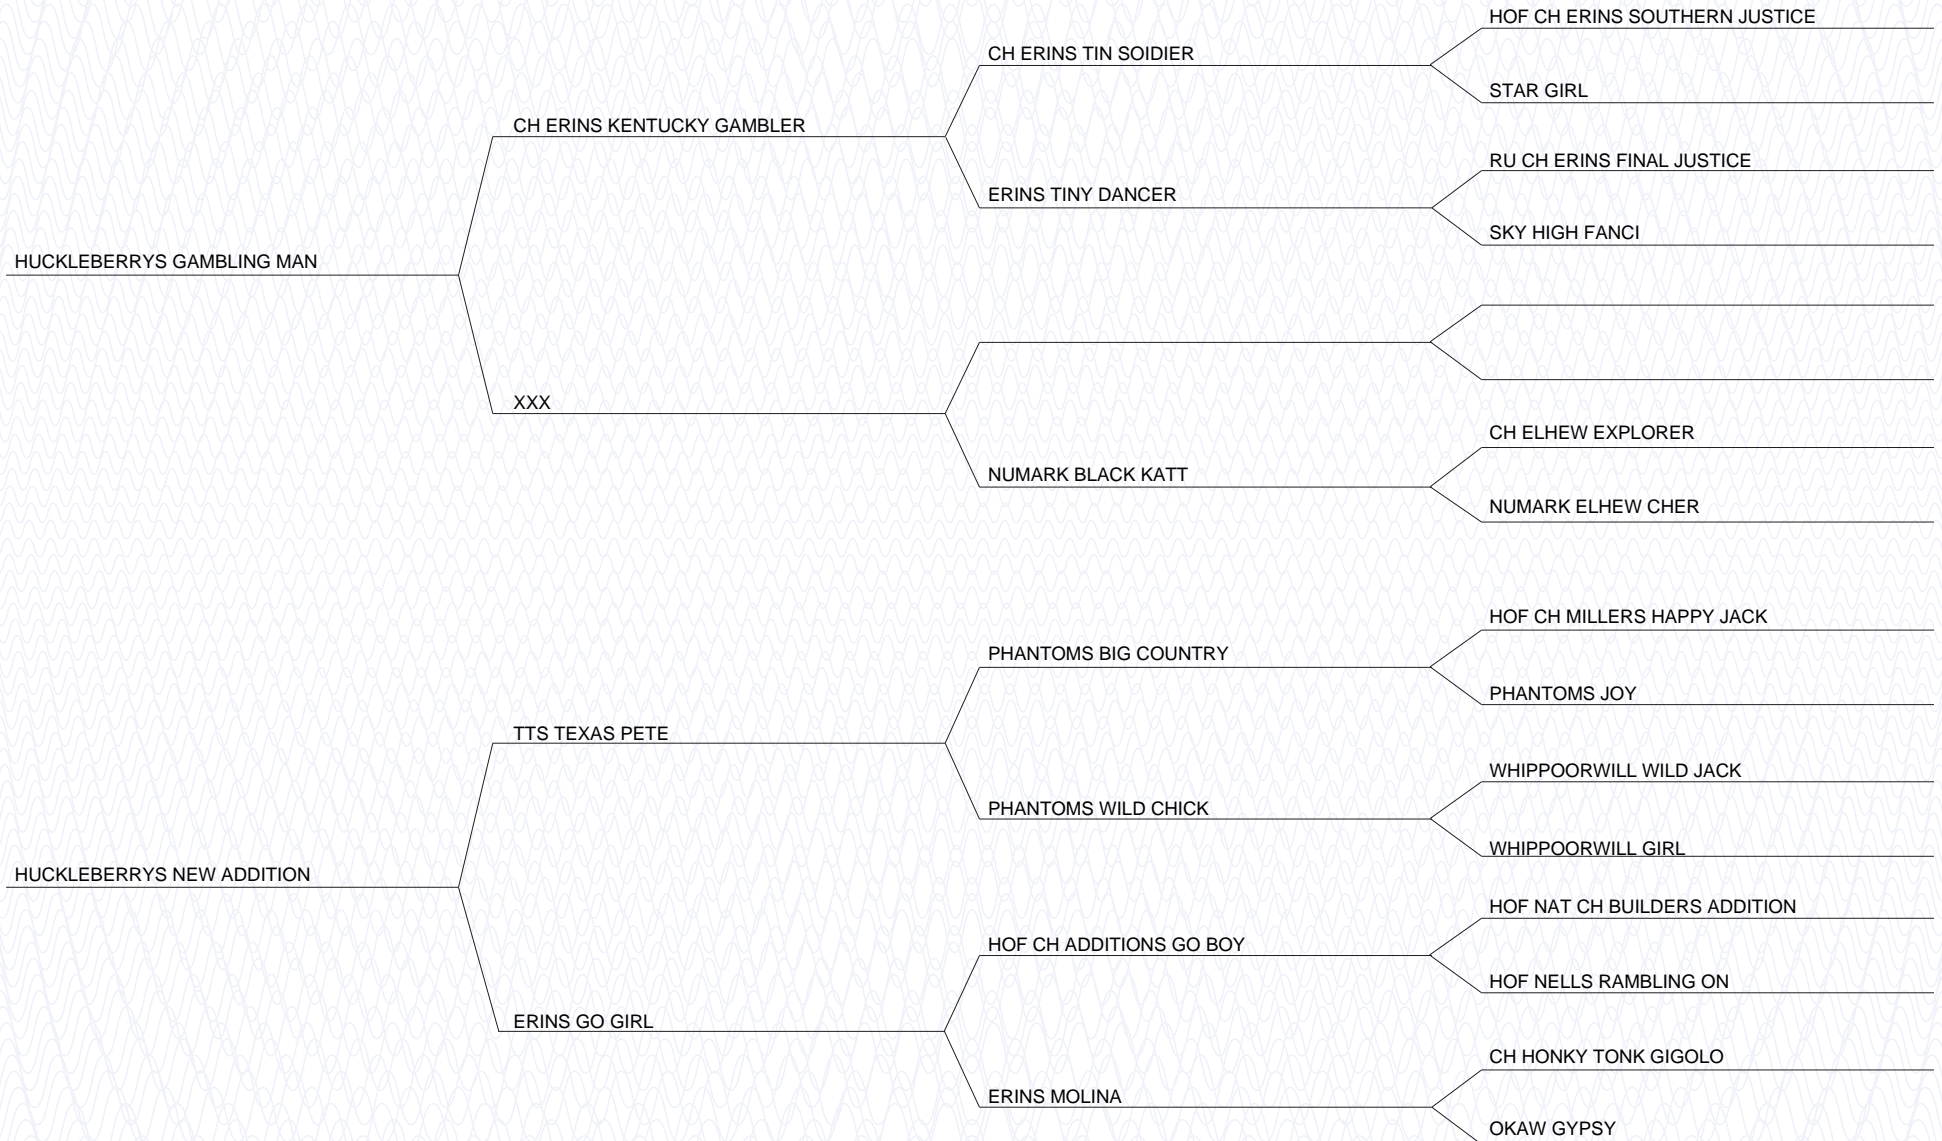 HOF CH ERINS SOUTHERN JUSTICE
CH ERINS TIN SOIDIER
STAR GIRL
CH ERINS KENTUCKY GAMBLER
RU CH ERINS FINAL JUSTICE
ERINS TINY DANCER
SKY HIGH FANCI
HUCKLEBERRYS GAMBLING MAN
XXX
CH ELHEW EXPLORER
NUMARK BLACK KATT
NUMARK ELHEW CHER
HOF CH MILLERS HAPPY JACK
PHANTOMS BIG COUNTRY
PHANTOMS JOY
TTS TEXAS PETE
WHIPPOORWILL WILD JACK
PHANTOMS WILD CHICK
WHIPPOORWILL GIRL
HUCKLEBERRYS NEW ADDITION
HOF NAT CH BUILDERS ADDITION
HOF CH ADDITIONS GO BOY
HOF NELLS RAMBLING ON
ERINS GO GIRL
CH HONKY TONK GIGOLO
ERINS MOLINA
OKAW GYPSY